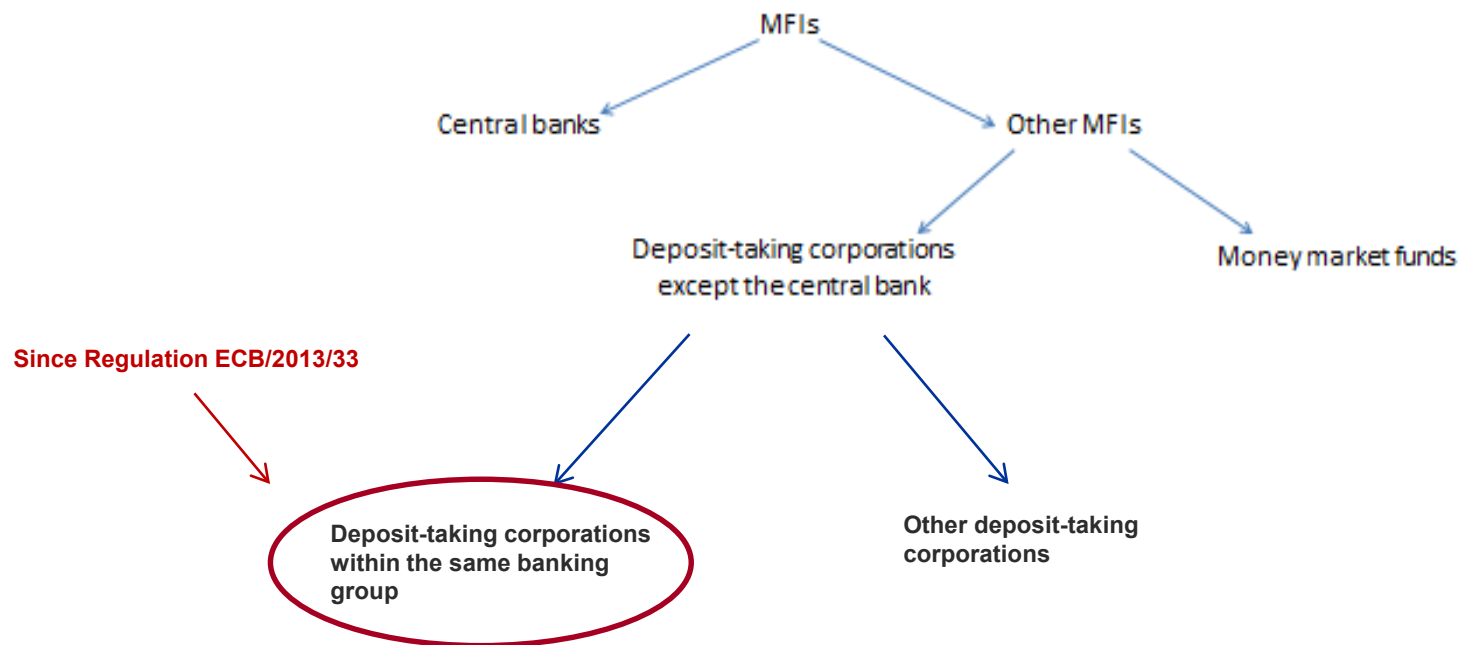 MFIs
Central banks
Other MFIs
Deposit-taking corporations
except the central bank
Money market funds
Since Regulation ECB/2013/33
Deposit-taking corporations
within the same banking
group
Other deposit-taking
corporations